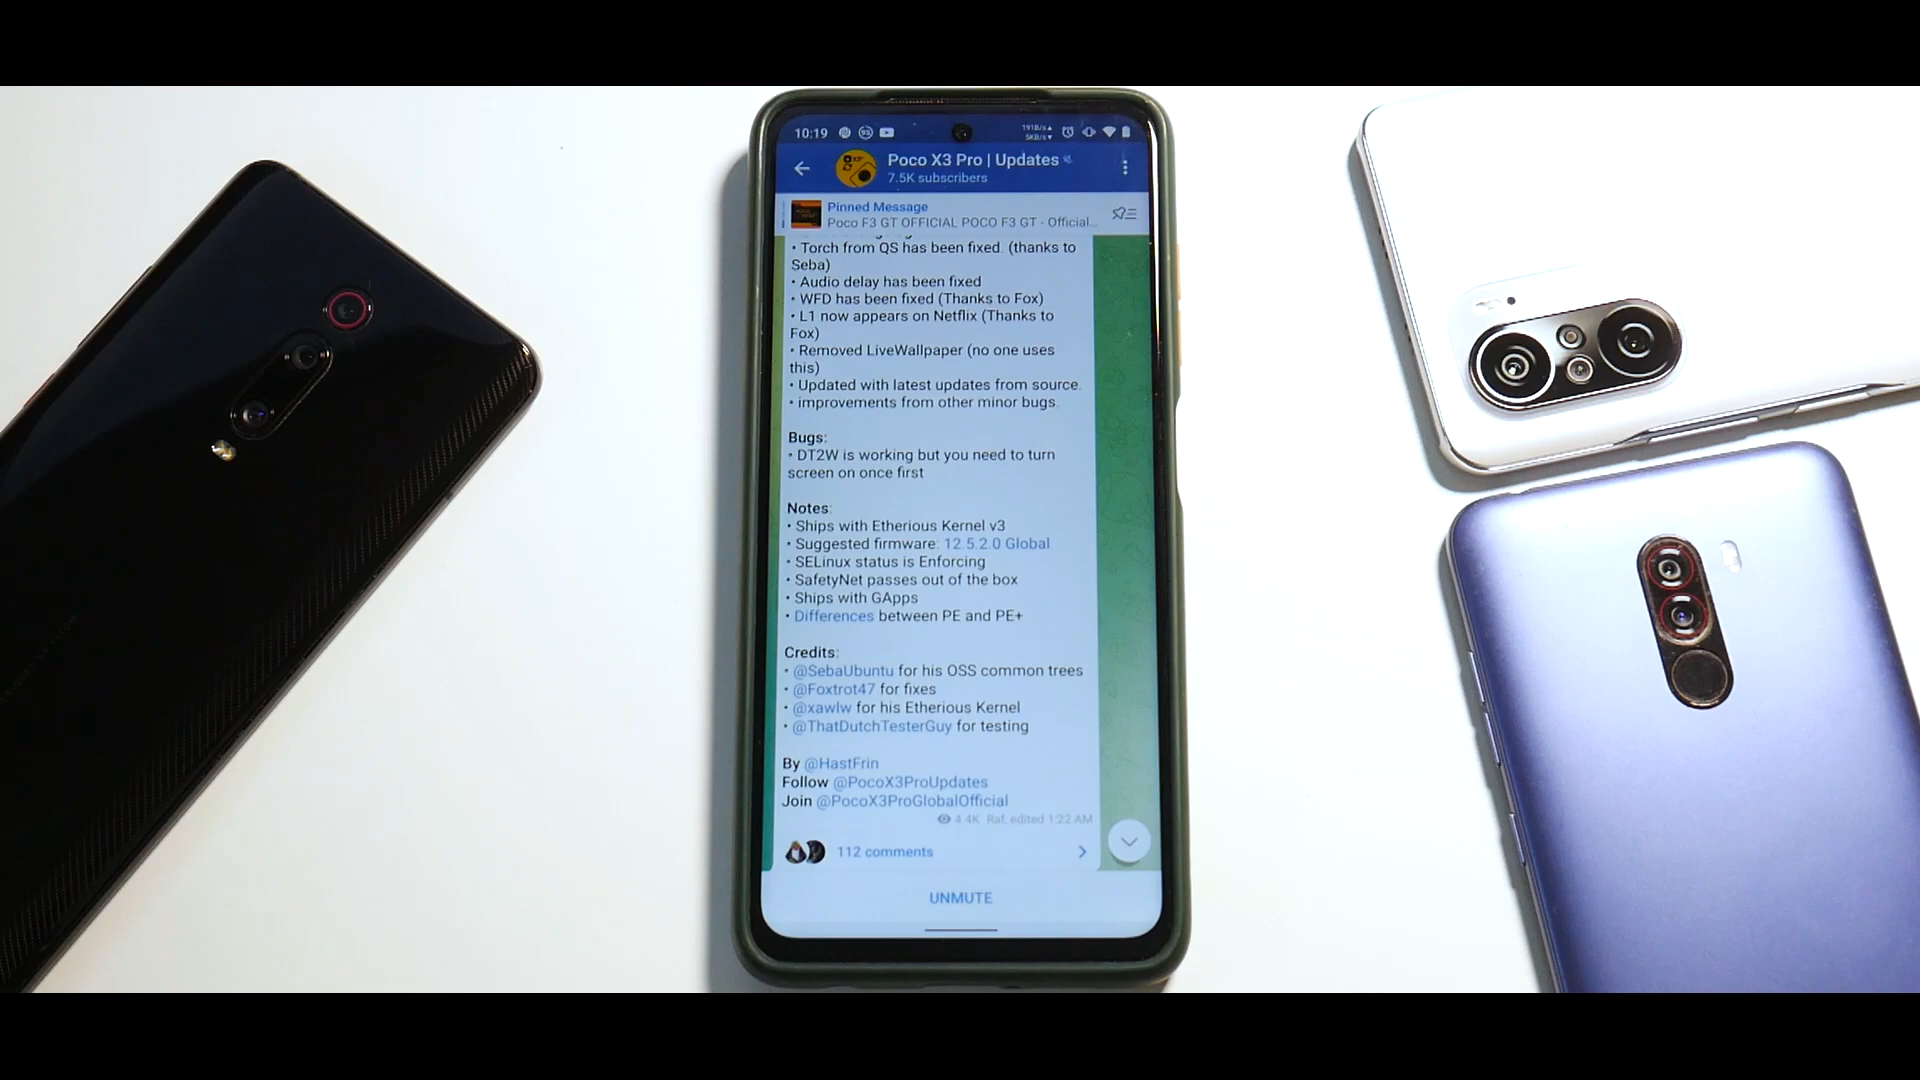 10:19
191B/s
5KB/s
Poco X3 Pro | Updates
7.5K subscribers
Pinned Message
Poco F3 GT OFFICIAL POCO F3 GT - Official...
• Torch from QS has been fixed. (thanks to
Seba)
• Audio delay has been fixed
• WFD has been fixed (Thanks to Fox)
• L1 now appears on Netflix (Thanks to
Fox)
• Removed LiveWallpaper (no one uses
this)
• Updated with latest updates from source.
• improvements from other minor bugs.
Bugs:
• DT2W is working but you need to turn
screen on once first
Notes:
• Ships with Etherious Kernel v3
• Suggested firmware: 12.5.2.0 Global
• SELinux status is Enforcing
• SafetyNet passes out of the box
• Ships with GApps
• Differences between PE and PE+
Credits:
• @SebaUbuntu for his OSS common trees
• @Foxtrot47 for fixes
• @xawlw for his Etherious Kernel
• @ThatDutchTesterGuy for testing
By @HastFrin
Follow @PocoX3ProUpdates
Join @PocoX3ProGlobalOfficial
4.4K Raf, edited 1:22 AM
112 comments
UNMUTE